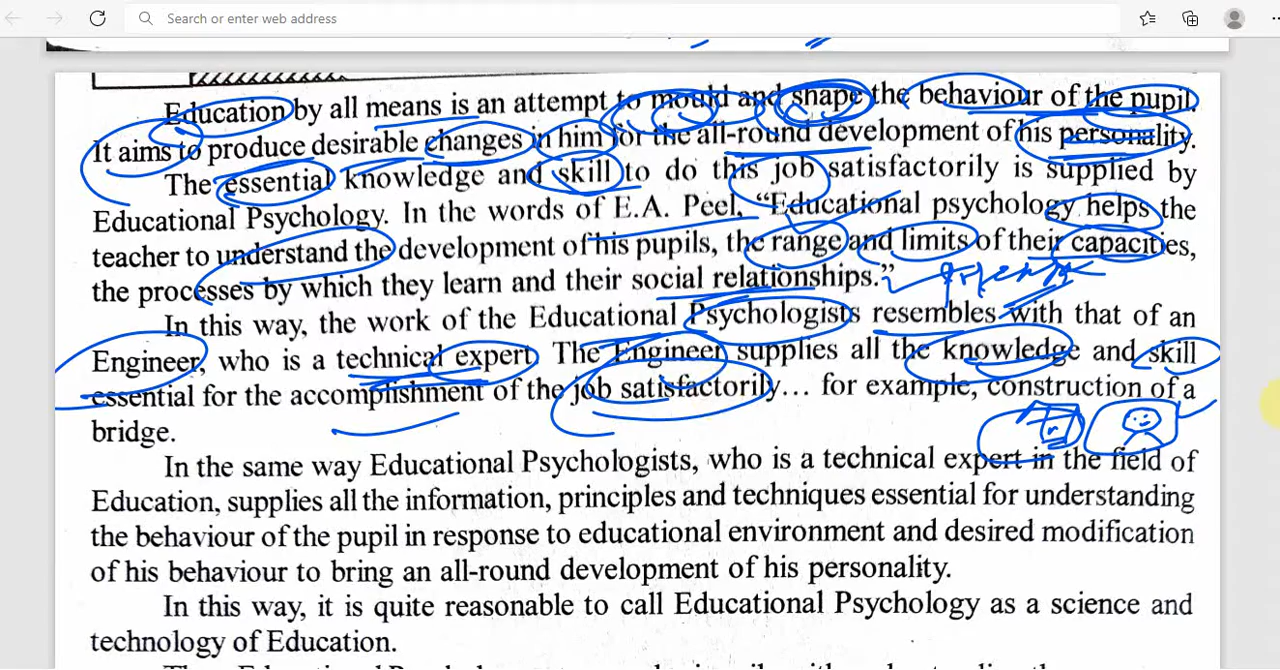 Search or enter web address
Education by all means is an attempt to mould and shape the behaviour of the pupil.
It aims to produce desirable changes in him for the all-round development of his personality.
The essential knowledge and skill to do this job satisfactorily is supplied by
Educational Psychology. In the words of E.A. Peel, “Educational psychology helps the
teacher to understand the development of his pupils, the range and limits of their capacities,
the processes by which they learn and their social relationships.”
In this way, the work of the Educational Psychologists resembles with that of an
Engineer, who is a technical expert. The Engineer supplies all the knowledge and skill
essential for the accomplishment of the job satisfactorily... for example, construction of a
bridge.
In the same way Educational Psychologists, who is a technical expert in the field of
Education, supplies all the information, principles and techniques essential for understanding
the behaviour of the pupil in response to educational environment and desired modification
of his behaviour to bring an all-round development of his personality.
In this way, it is quite reasonable to call Educational Psychology as a science and
technology of Education.